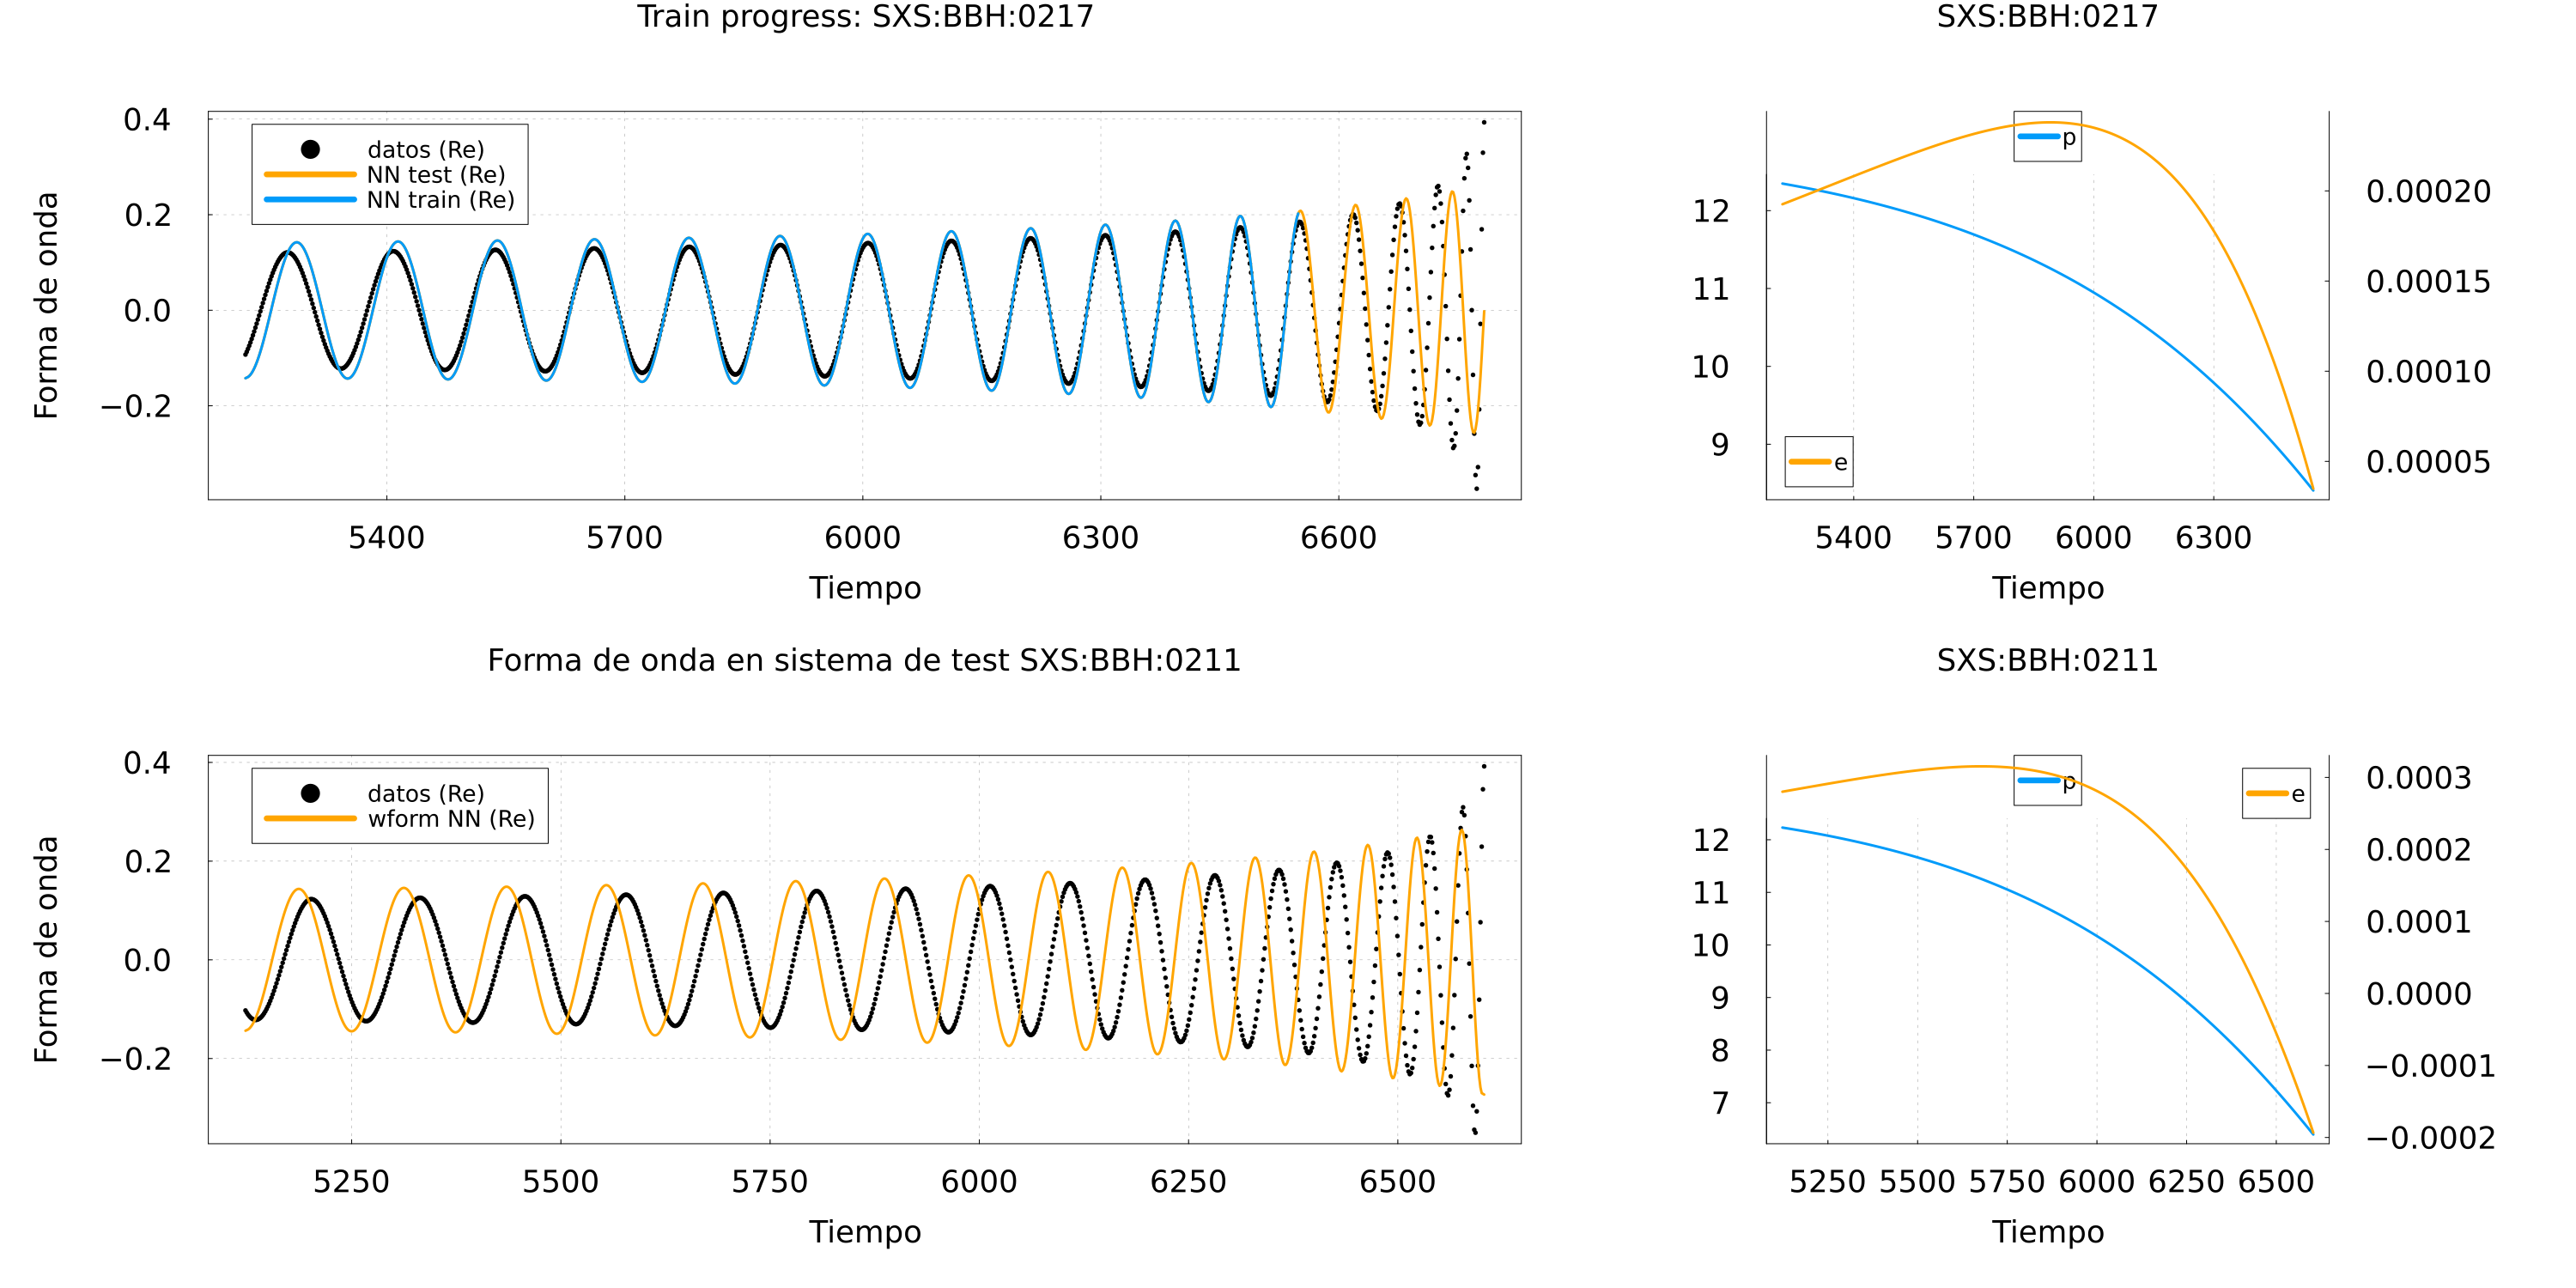 Train progress: SXS:BBH:0217
Forma de onda
0.4
0.2
0.0
−0.2
datos (Re)
NN test (Re)
NN train (Re)
5400 5700 6000 6300 6600
Tiempo
SXS:BBH:0217
12
11
10
9
p
e
0.00020
0.00015
0.00010
0.00005
5400 5700 6000 6300
Tiempo
Forma de onda en sistema de test SXS:BBH:0211
Forma de onda
0.4
0.2
0.0
−0.2
datos (Re)
wform NN (Re)
5250 5500 5750 6000 6250 6500
Tiempo
SXS:BBH:0211
12
11
10
9
8
7
p
e
0.0003
0.0002
0.0001
0.0000
−0.0001
−0.0002
5250 5500 5750 6000 6250 6500
Tiempo